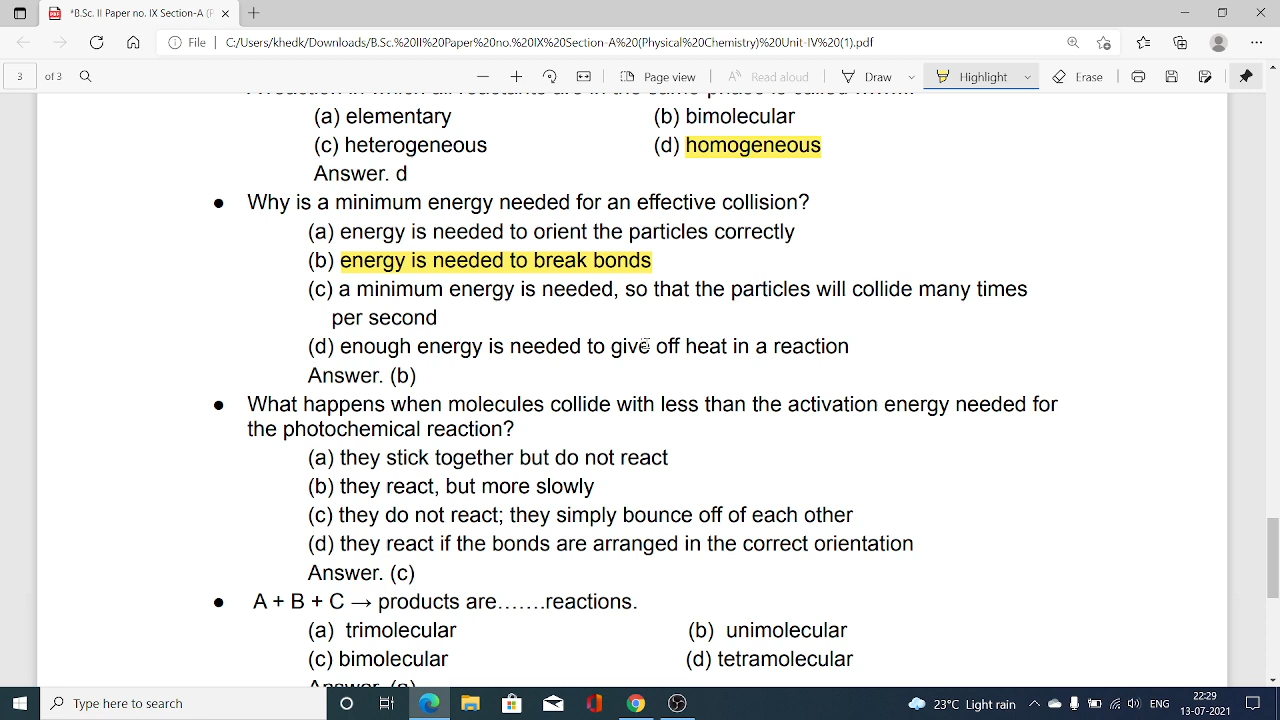 *B.Sc. II Paper no. IX Section-A (P
File | C:/Users/khedk/Downloads/B.Sc.%20II%20Paper%20no.%20IX%20Section-A%20(Physical%20Chemistry)%20Unit-IV%20(1).pdf
3 of 3 Page view Read aloud Draw Highlight Erase
(a) elementary (b) bimolecular
(c) heterogeneous (d) homogeneous
Answer. d
● Why is a minimum energy needed for an effective collision?
(a) energy is needed to orient the particles correctly
(b) energy is needed to break bonds
(c) a minimum energy is needed, so that the particles will collide many times
per second
(d) enough energy is needed to give off heat in a reaction
Answer. (b)
● What happens when molecules collide with less than the activation energy needed for
the photochemical reaction?
(a) they stick together but do not react
(b) they react, but more slowly
(c) they do not react; they simply bounce off of each other
(d) they react if the bonds are arranged in the correct orientation
Answer. (c)
● A + B + C → products are…….reactions.
(a) trimolecular (b) unimolecular
(c) bimolecular (d) tetramolecular
Answer. (a)
Type here to search 23°C Light rain ENG 22:29
13-07-2021